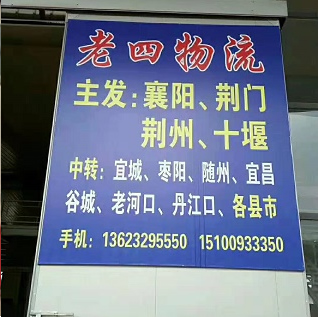 老四物流
主发：襄阳、荆门
荆州、十堰
中转：宜城、枣阳、随州、宜昌
谷城、老河口、丹江口、各县市
手机：13623295550 15100933350